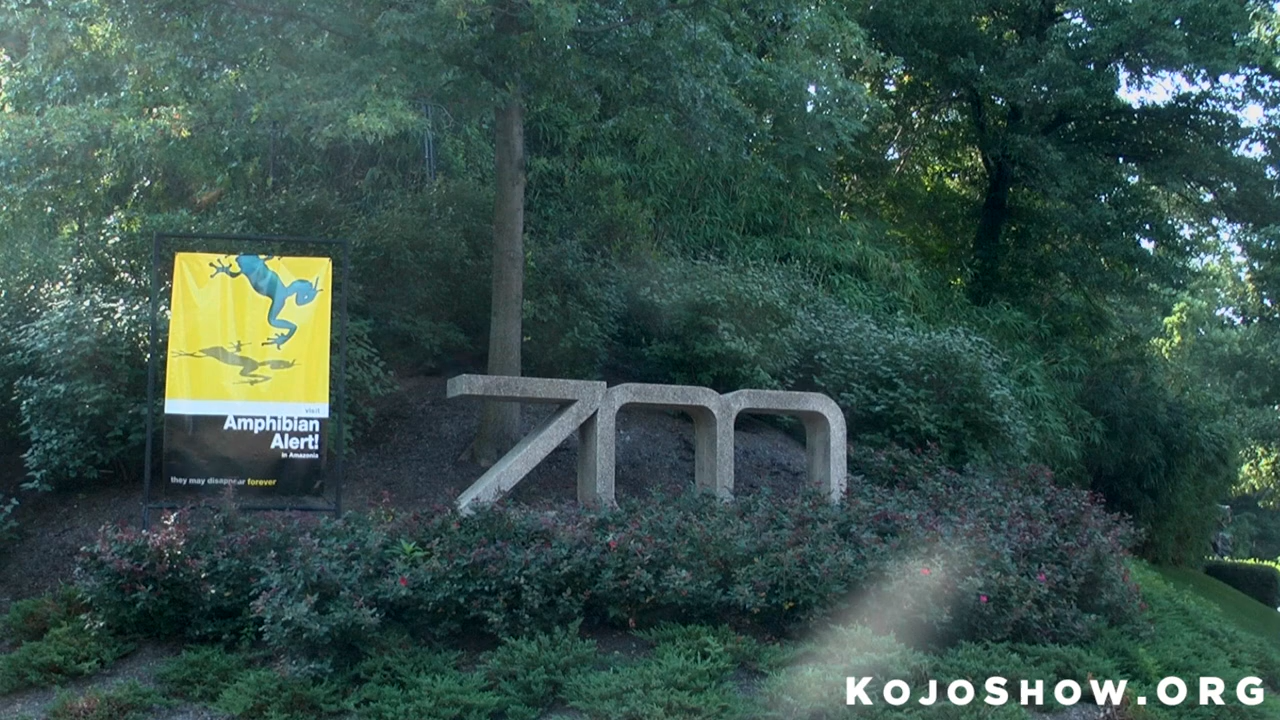 visit
Amphibian
Alert!
in Amazonia
they may disappear forever
ZOO
KOJOSHOW.ORG